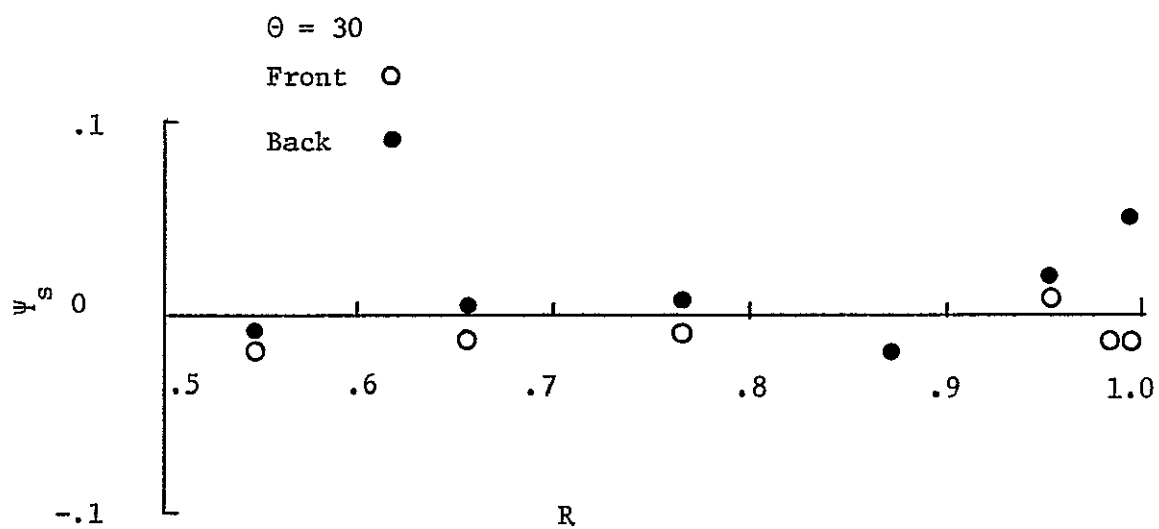 Θ = 30
Front
Back
.1
Ψs 0
.5 .6 .7 .8 .9 1.0
-.1
R